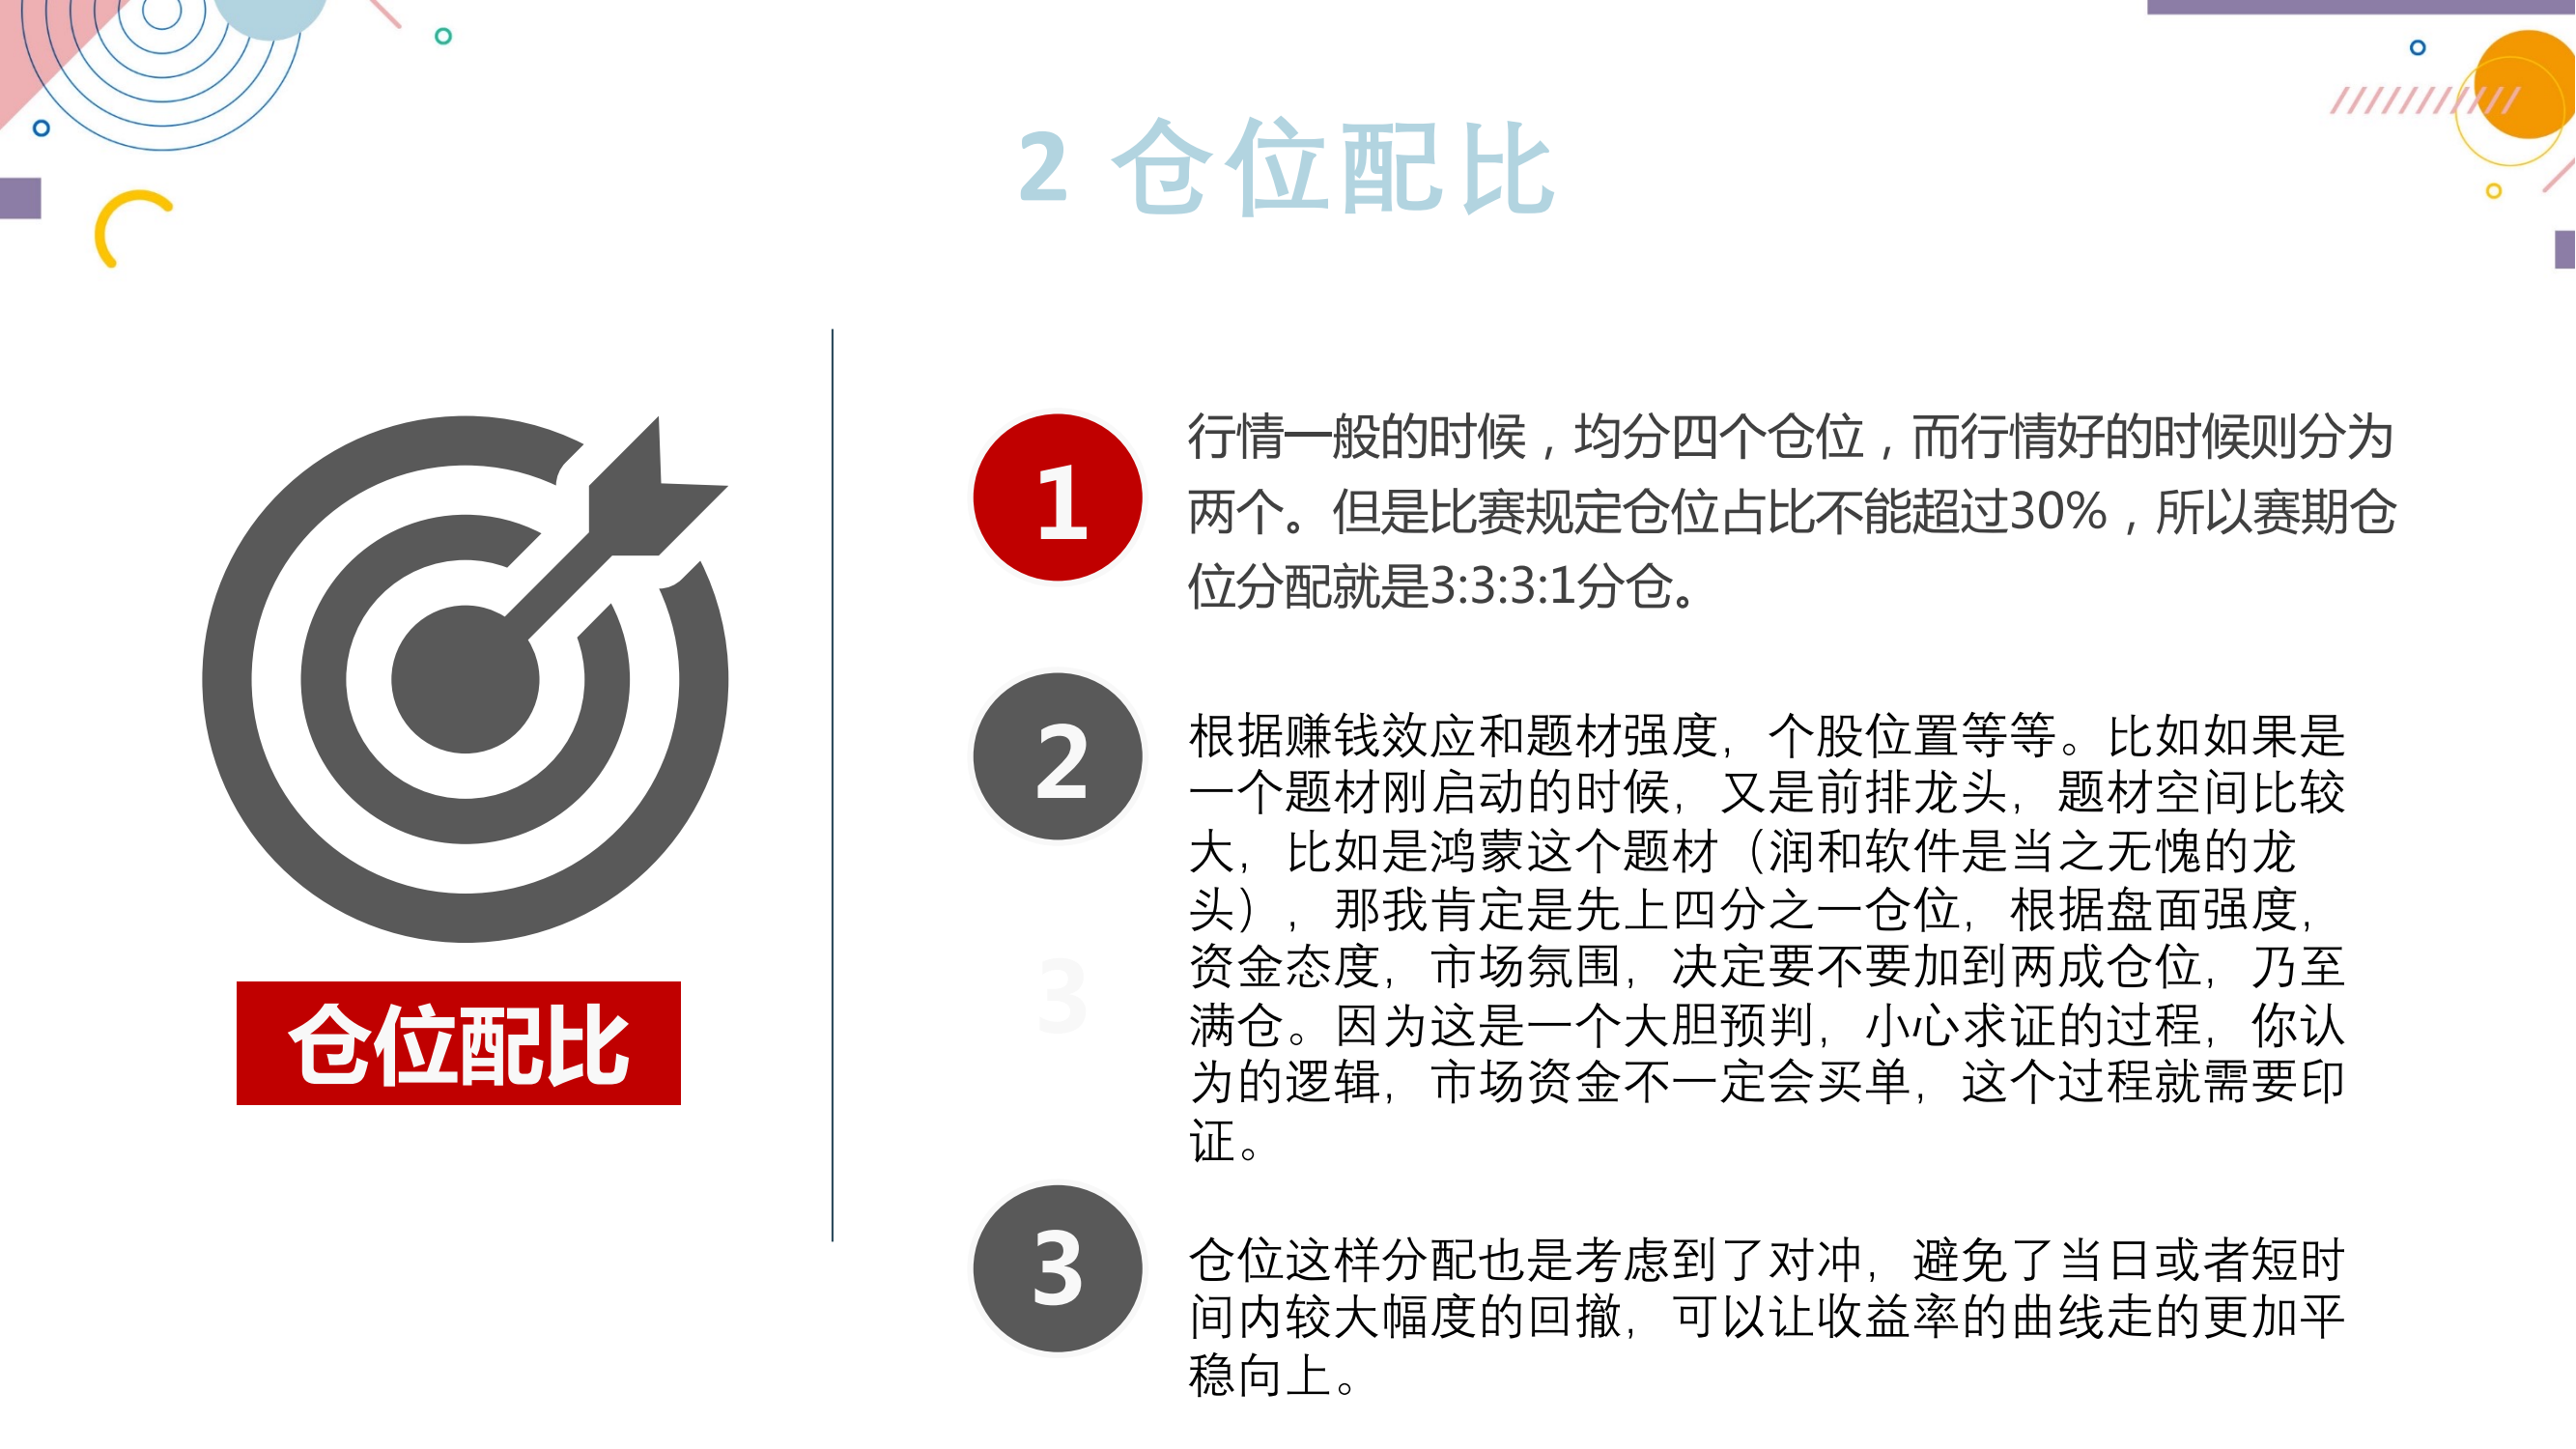 2 仓位配比
仓位配比
1
行情一般的时候，均分四个仓位，而行情好的时候则分为
两个。但是比赛规定仓位占比不能超过30%，所以赛期仓
位分配就是3:3:3:1分仓。
2
根据赚钱效应和题材强度，个股位置等等。比如如果是
一个题材刚启动的时候，又是前排龙头，题材空间比较
大，比如是鸿蒙这个题材（润和软件是当之无愧的龙
头），那我肯定是先上四分之一仓位，根据盘面强度，
资金态度，市场氛围，决定要不要加到两成仓位，乃至
满仓。因为这是一个大胆预判，小心求证的过程，你认
为的逻辑，市场资金不一定会买单，这个过程就需要印
证。
3
3
仓位这样分配也是考虑到了对冲，避免了当日或者短时
间内较大幅度的回撤，可以让收益率的曲线走的更加平
稳向上。